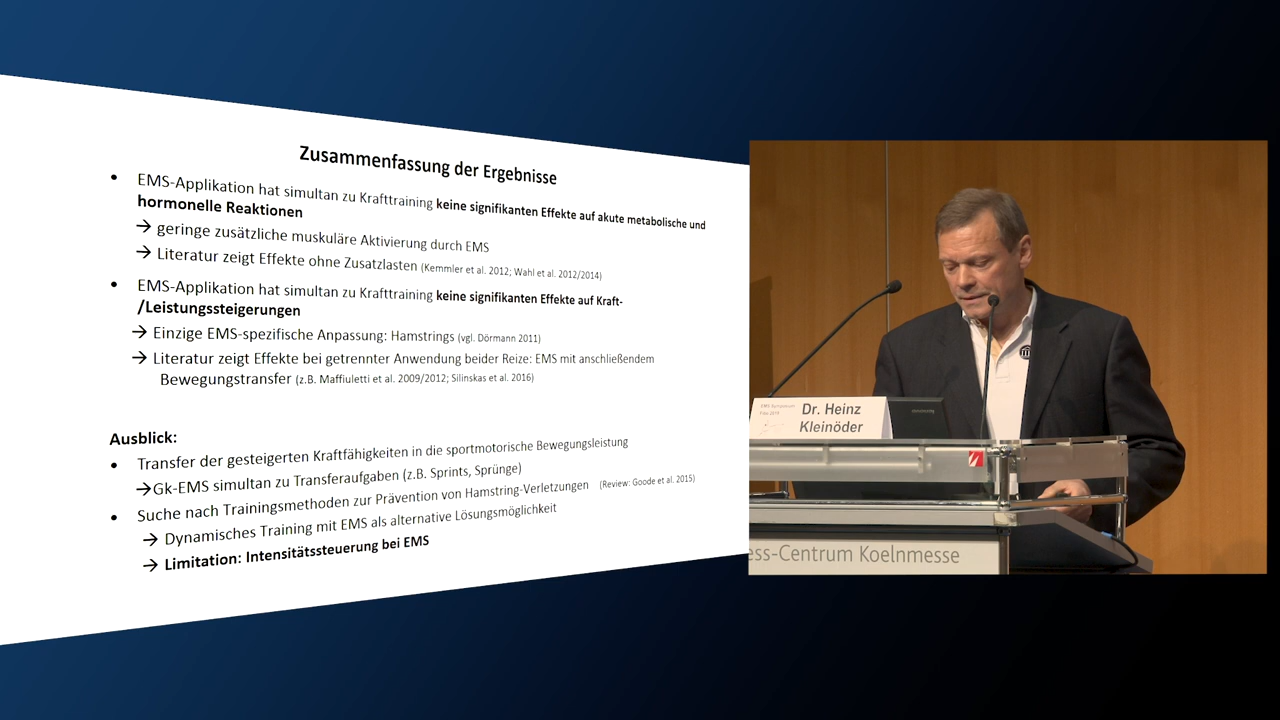 Zusammenfassung der Ergebnisse
• EMS-Applikation hat simultan zu Krafttraining keine signifikanten Effekte auf akute metabolische und
hormonelle Reaktionen
→ geringe zusätzliche muskuläre Aktivierung durch EMS
→ Literatur zeigt Effekte ohne Zusatzlasten (Kemmler et al. 2012; Wahl et al. 2012/2014)
• EMS-Applikation hat simultan zu Krafttraining keine signifikanten Effekte auf Kraft-
/Leistungssteigerungen
→ Einzige EMS-spezifische Anpassung: Hamstrings (vgl. Dörmann 2011)
→ Literatur zeigt Effekte bei getrennter Anwendung beider Reize: EMS mit anschließendem
Bewegungstransfer (z.B. Maffiuletti et al. 2009/2012; Silinskas et al. 2016)
Ausblick:
• Transfer der gesteigerten Kraftfähigkeiten in die sportmotorische Bewegungsleistung
→Gk-EMS simultan zu Transferaufgaben (z.B. Sprints, Sprünge)
• Suche nach Trainingsmethoden zur Prävention von Hamstring-Verletzungen (Review: Goode et al. 2015)
→ Dynamisches Training mit EMS als alternative Lösungsmöglichkeit
→ Limitation: Intensitätssteuerung bei EMS
Dr. Heinz
Kleinöder
ess-Centrum Koelnmesse